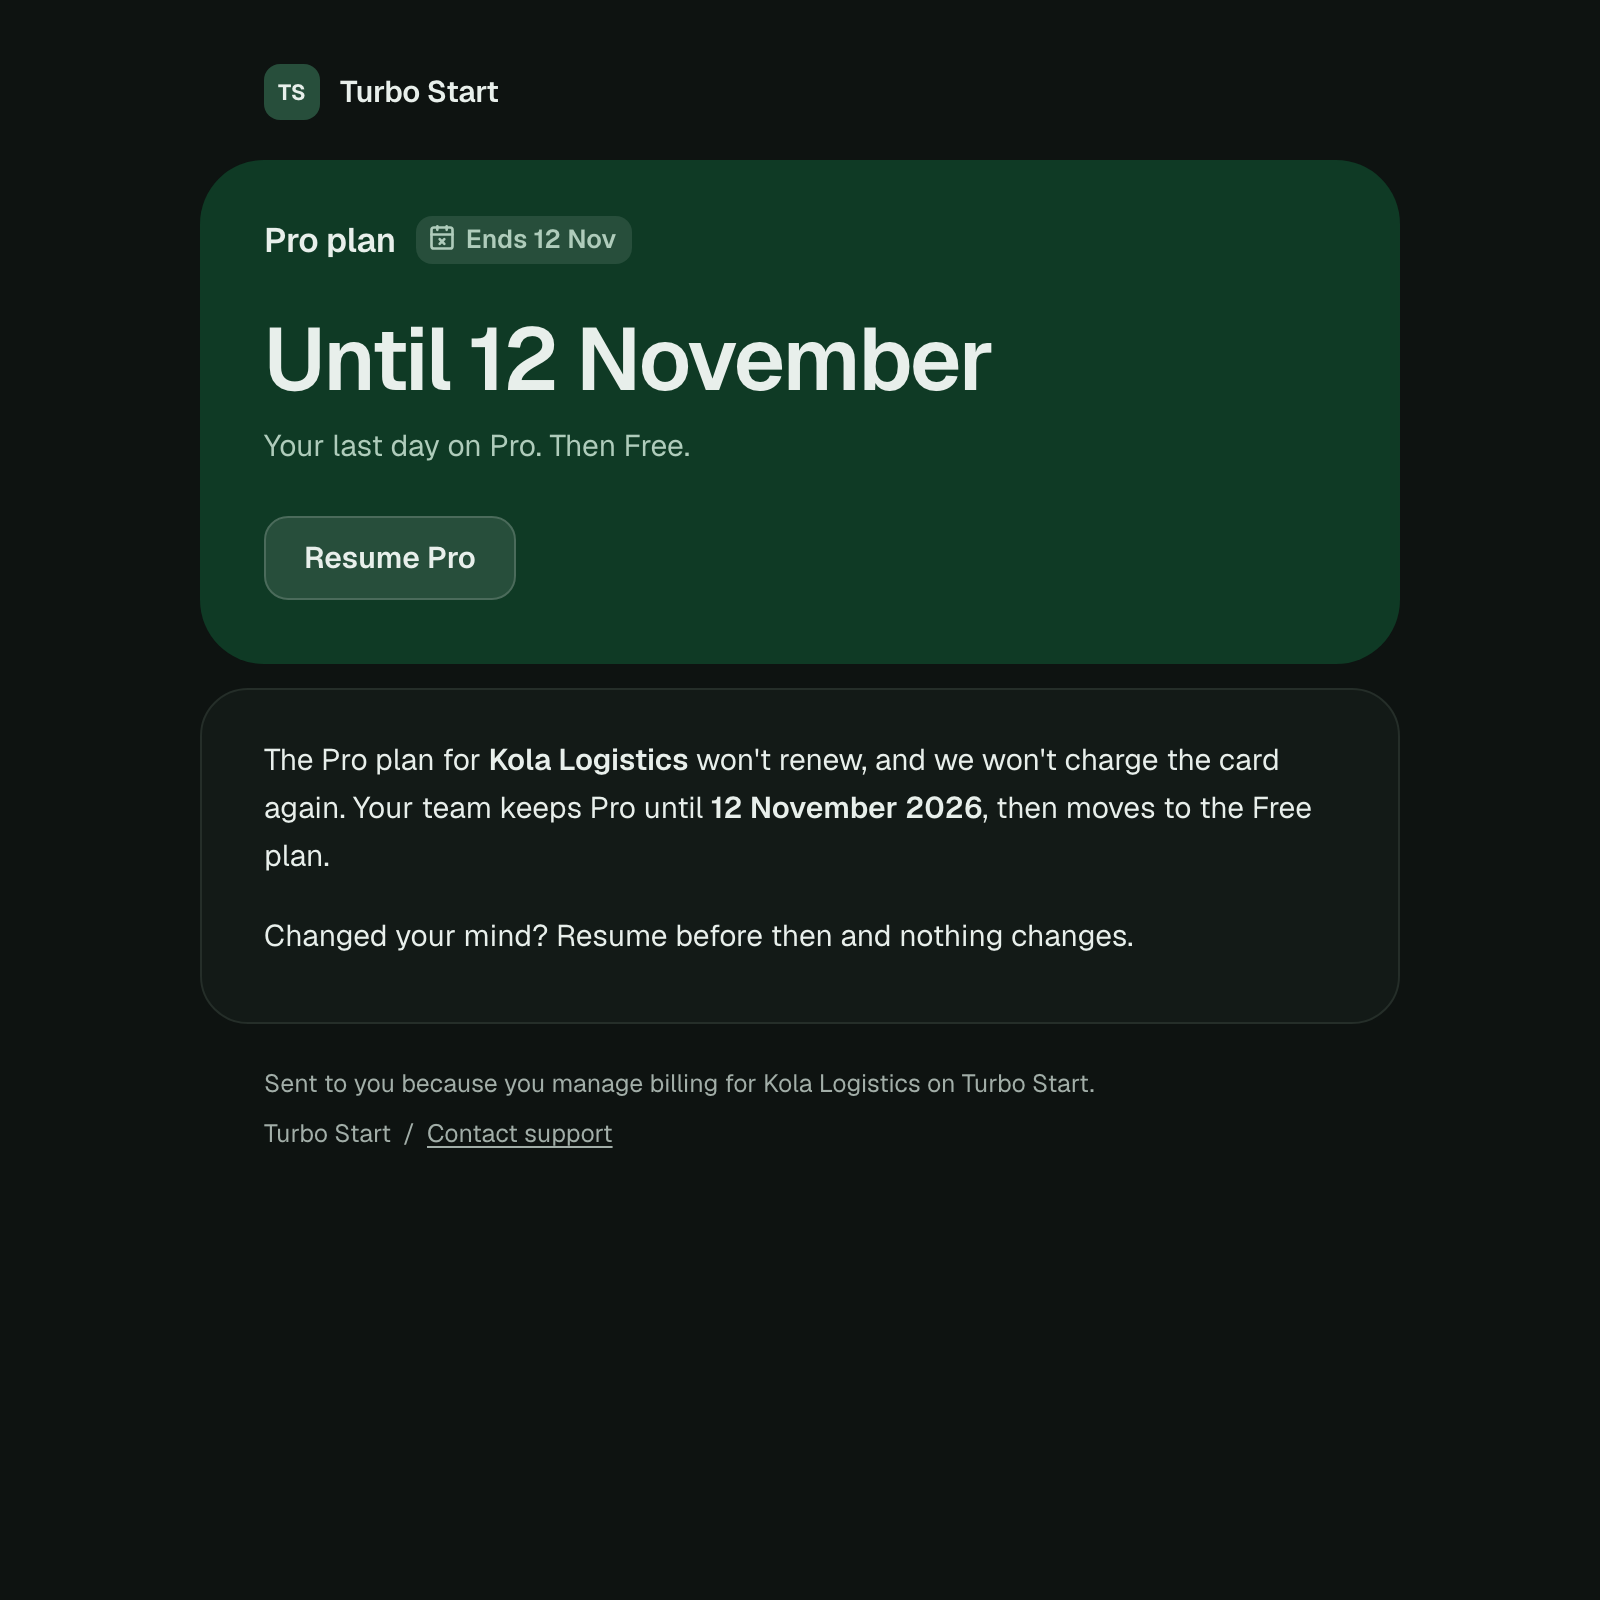 TS Turbo Start
Pro plan Ends 12 Nov
Until 12 November
Your last day on Pro. Then Free.
Resume Pro
The Pro plan for Kola Logistics won't renew, and we won't charge the card
again. Your team keeps Pro until 12 November 2026, then moves to the Free
plan.
Changed your mind? Resume before then and nothing changes.
Sent to you because you manage billing for Kola Logistics on Turbo Start.
Turbo Start / Contact support